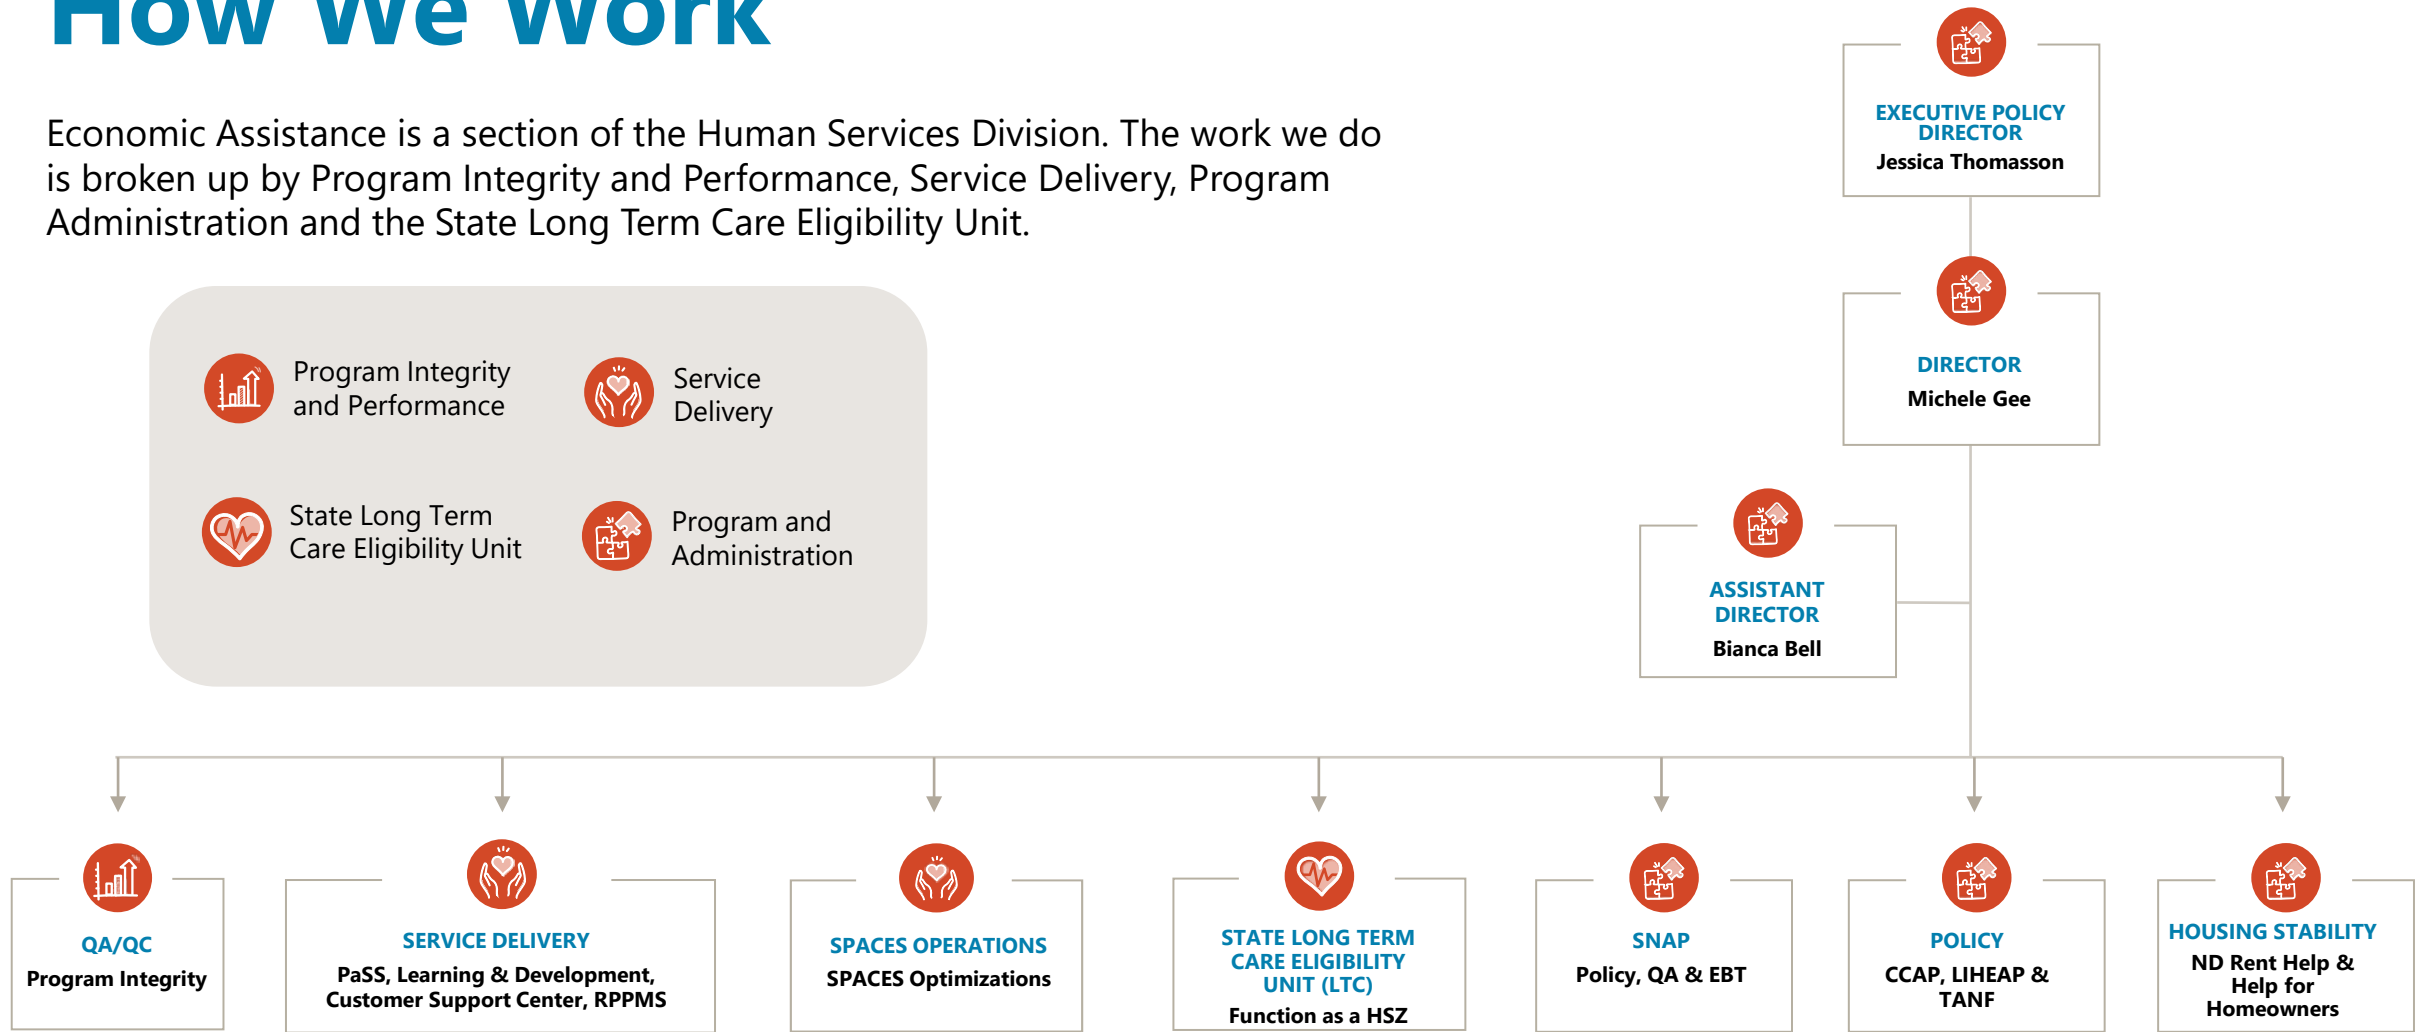 How We Work
Economic Assistance is a section of the Human Services Division. The work we do
is broken up by Program Integrity and Performance, Service Delivery, Program
Administration and the State Long Term Care Eligibility Unit.
Program Integrity
and Performance
Service
Delivery
State Long Term
Care Eligibility Unit
Program and
Administration
EXECUTIVE POLICY
DIRECTOR
Jessica Thomasson
DIRECTOR
Michele Gee
ASSISTANT
DIRECTOR
Bianca Bell
QA/QC
Program Integrity
SERVICE DELIVERY
PaSS, Learning & Development,
Customer Support Center, RPPMS
SPACES OPERATIONS
SPACES Optimizations
STATE LONG TERM
CARE ELIGIBILITY
UNIT (LTC)
Function as a HSZ
SNAP
Policy, QA & EBT
POLICY
CCAP, LIHEAP &
TANF
HOUSING STABILITY
ND Rent Help &
Help for
Homeowners